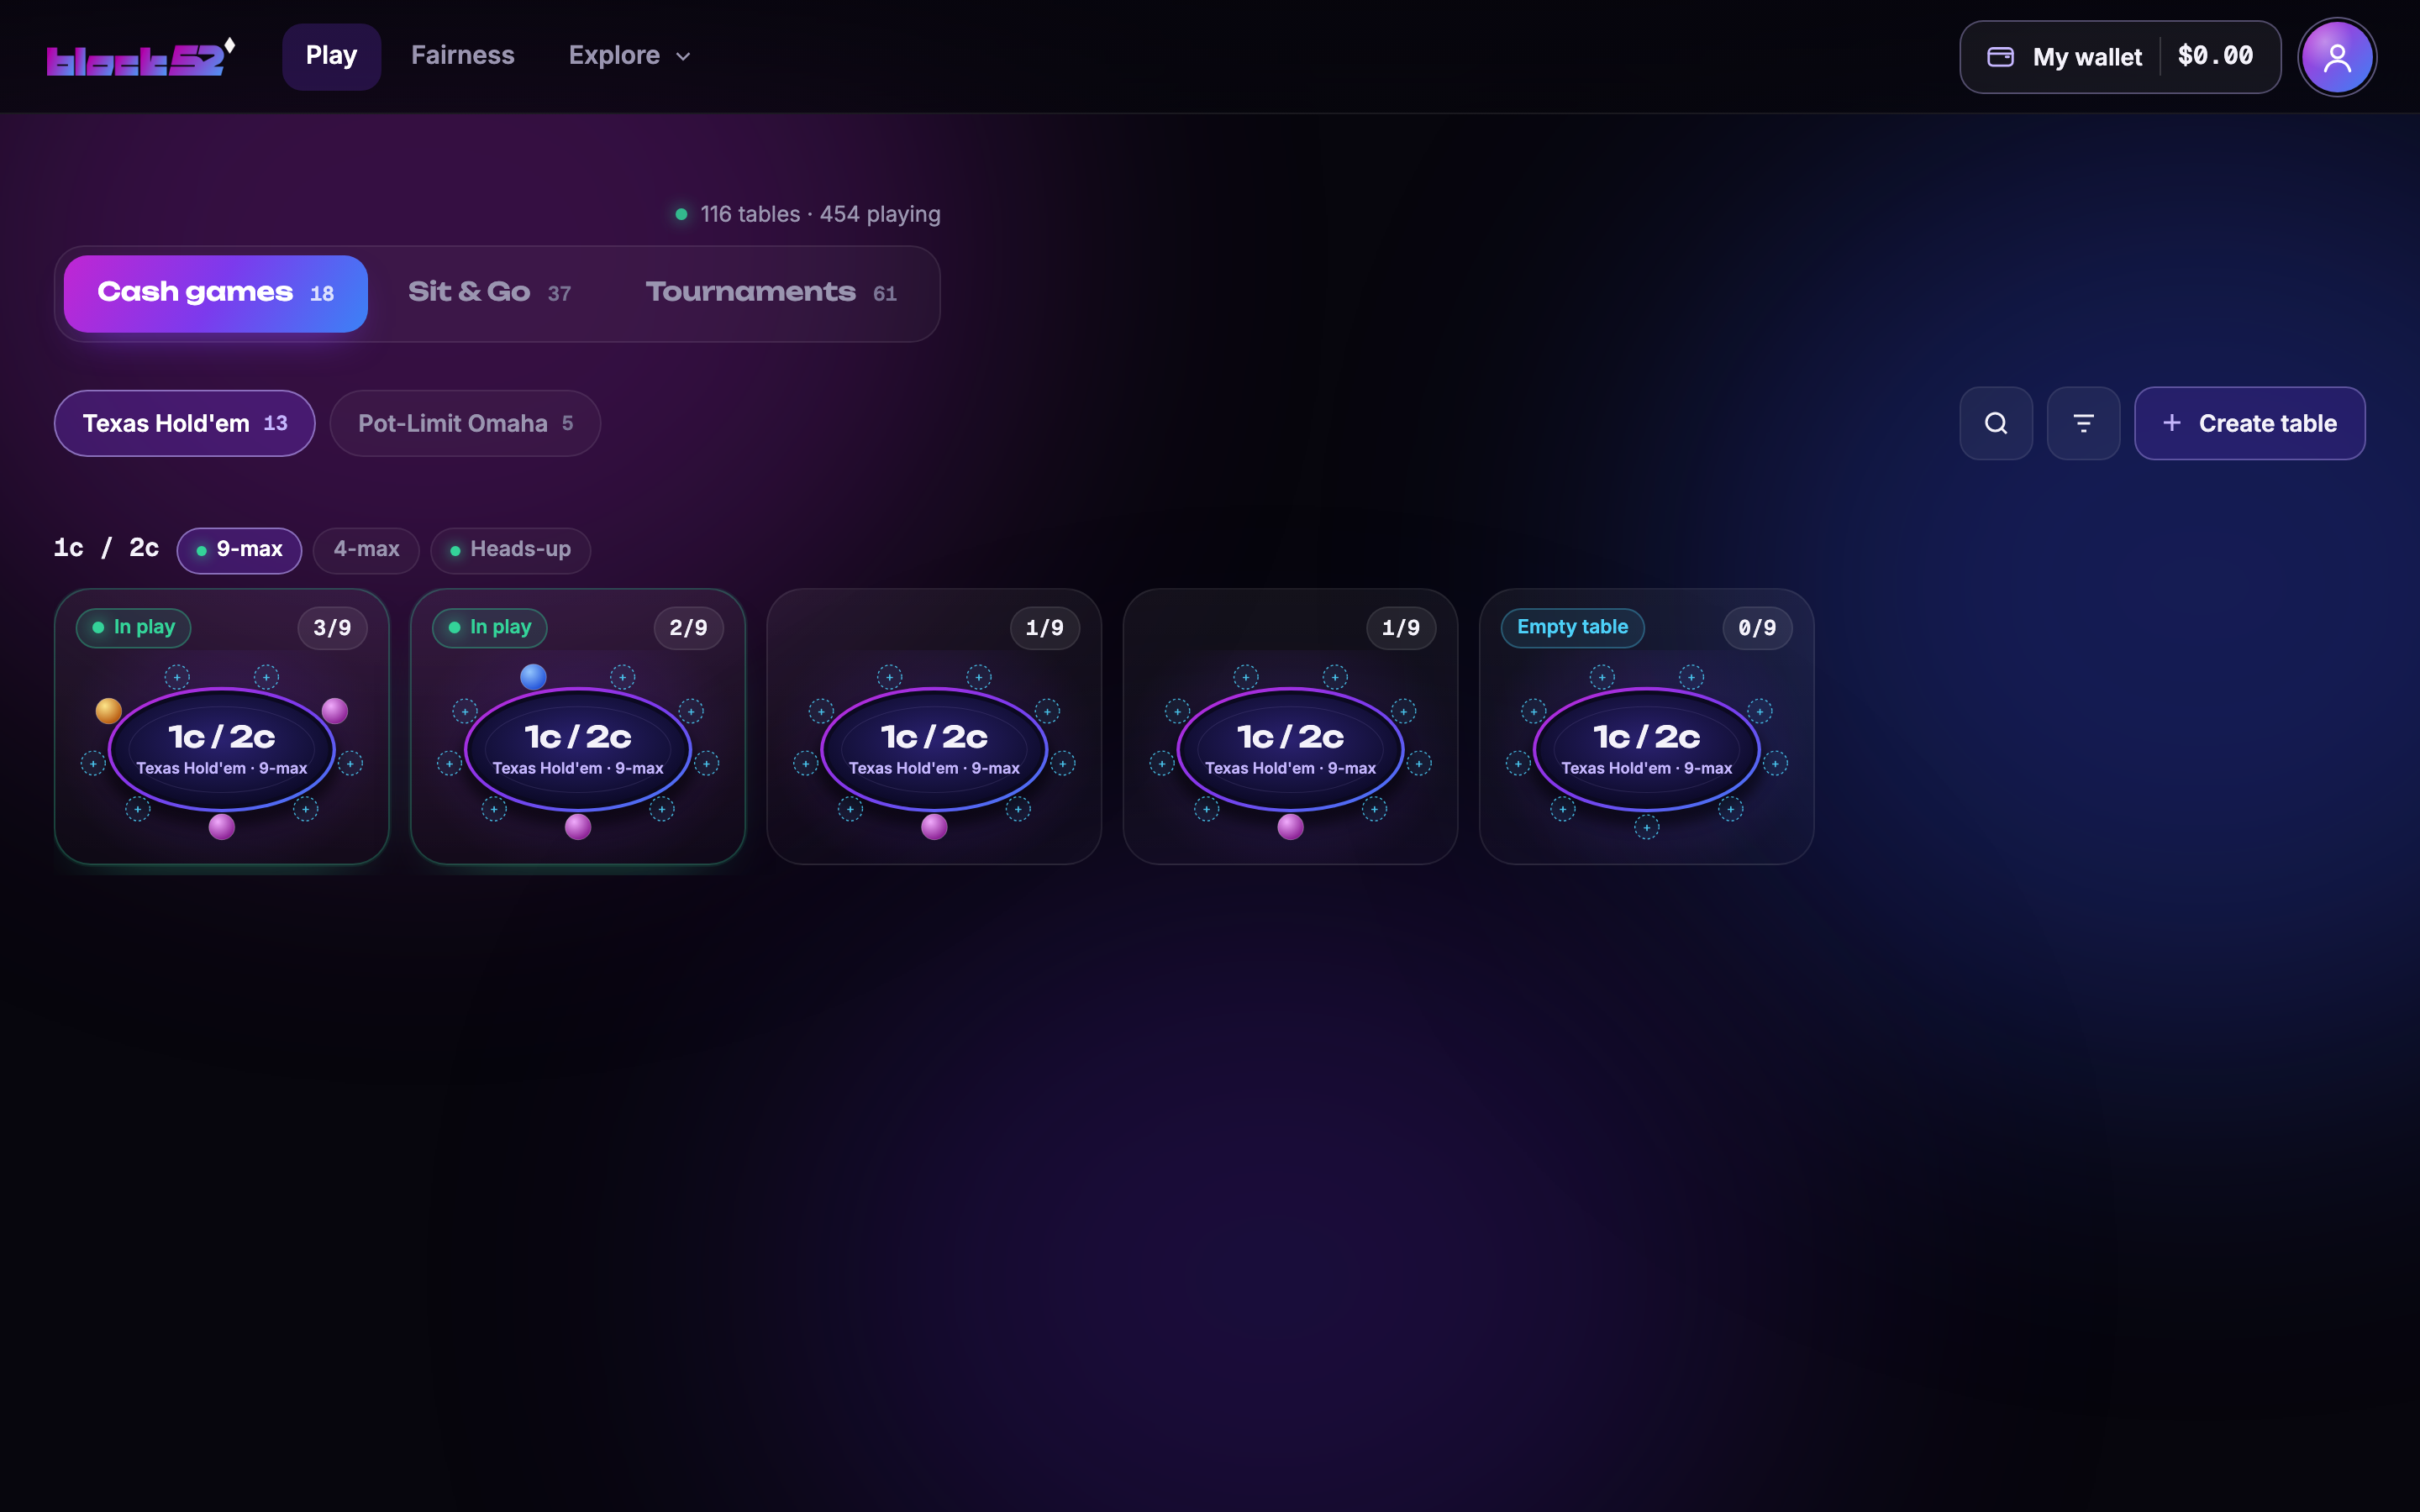 block52
Play
Fairness
Explore
My wallet
$0.00
116 tables · 454 playing
Cash games 18
Sit & Go 37
Tournaments 61
Texas Hold'em 13
Pot-Limit Omaha 5
+ Create table
1c / 2c
9-max
4-max
Heads-up
In play
3/9
1c / 2c
Texas Hold'em · 9-max
In play
2/9
1c / 2c
Texas Hold'em · 9-max
1/9
1c / 2c
Texas Hold'em · 9-max
1/9
1c / 2c
Texas Hold'em · 9-max
Empty table
0/9
1c / 2c
Texas Hold'em · 9-max